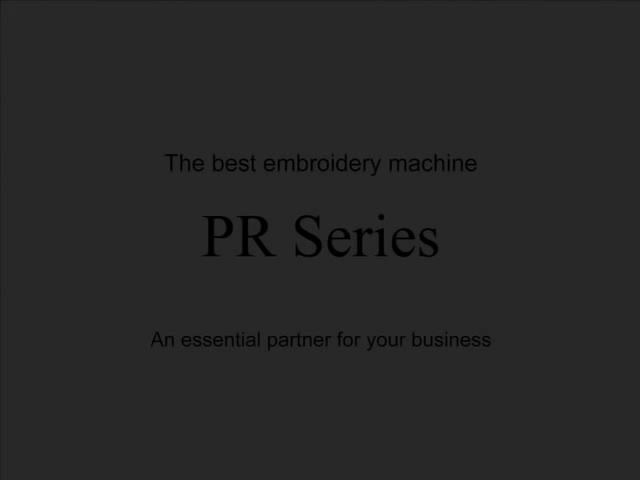 The best embroidery machine
PR Series
An essential partner for your business